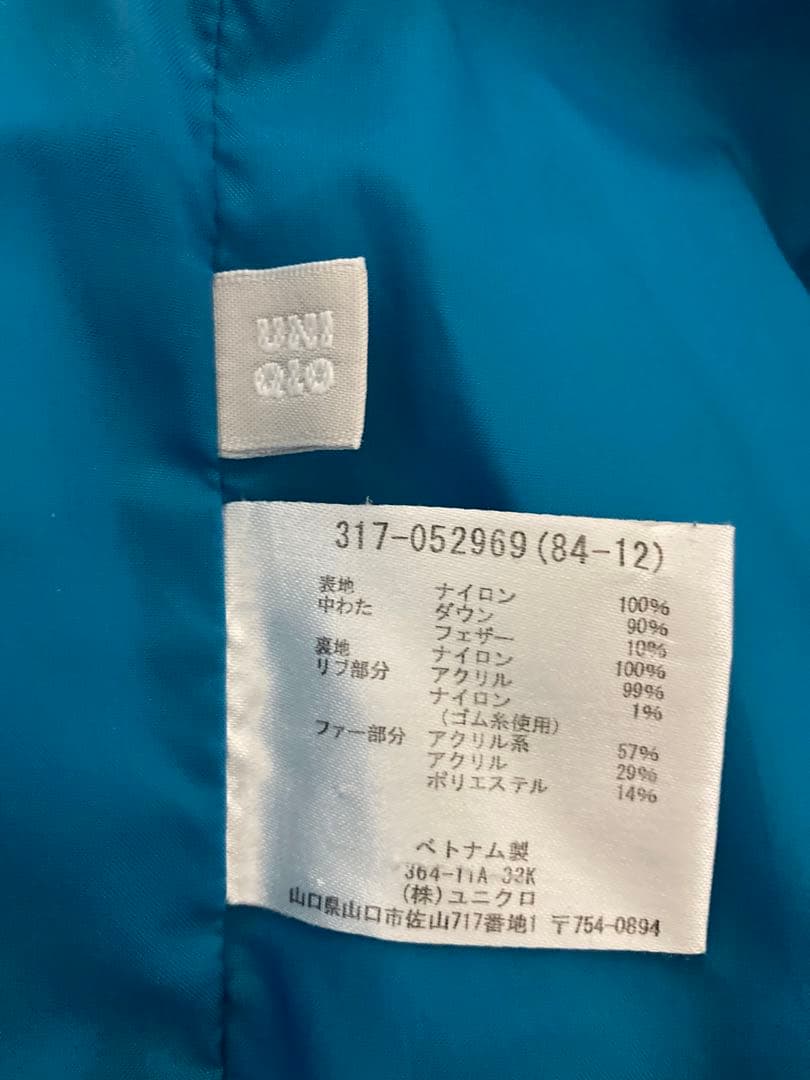 UNI
QLO
317-052969(84-12)
表地 ナイロン 100%
中わた ダウン 90%
フェザー 10%
裏地 ナイロン 100%
リブ部分 アクリル 99%
ナイロン 1%
(ゴム糸使用)
ファー部分 アクリル系 57%
アクリル 29%
ポリエステル 14%
ベトナム製
364-11A 33K
(株)ユニクロ
山口県山口市佐山717番地1 〒754-0894